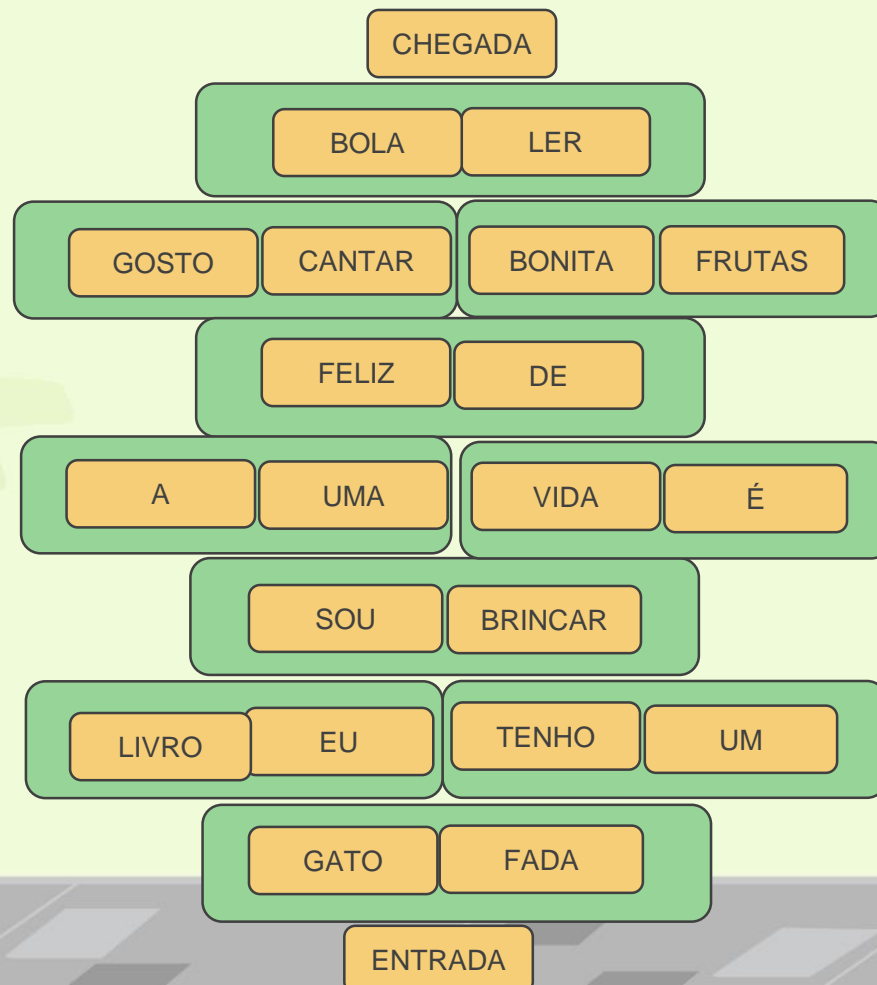 CHEGADA
BOLA LER
GOSTO CANTAR BONITA FRUTAS
FELIZ DE
A UMA VIDA É
SOU BRINCAR
LIVRO EU TENHO UM
GATO FADA
ENTRADA